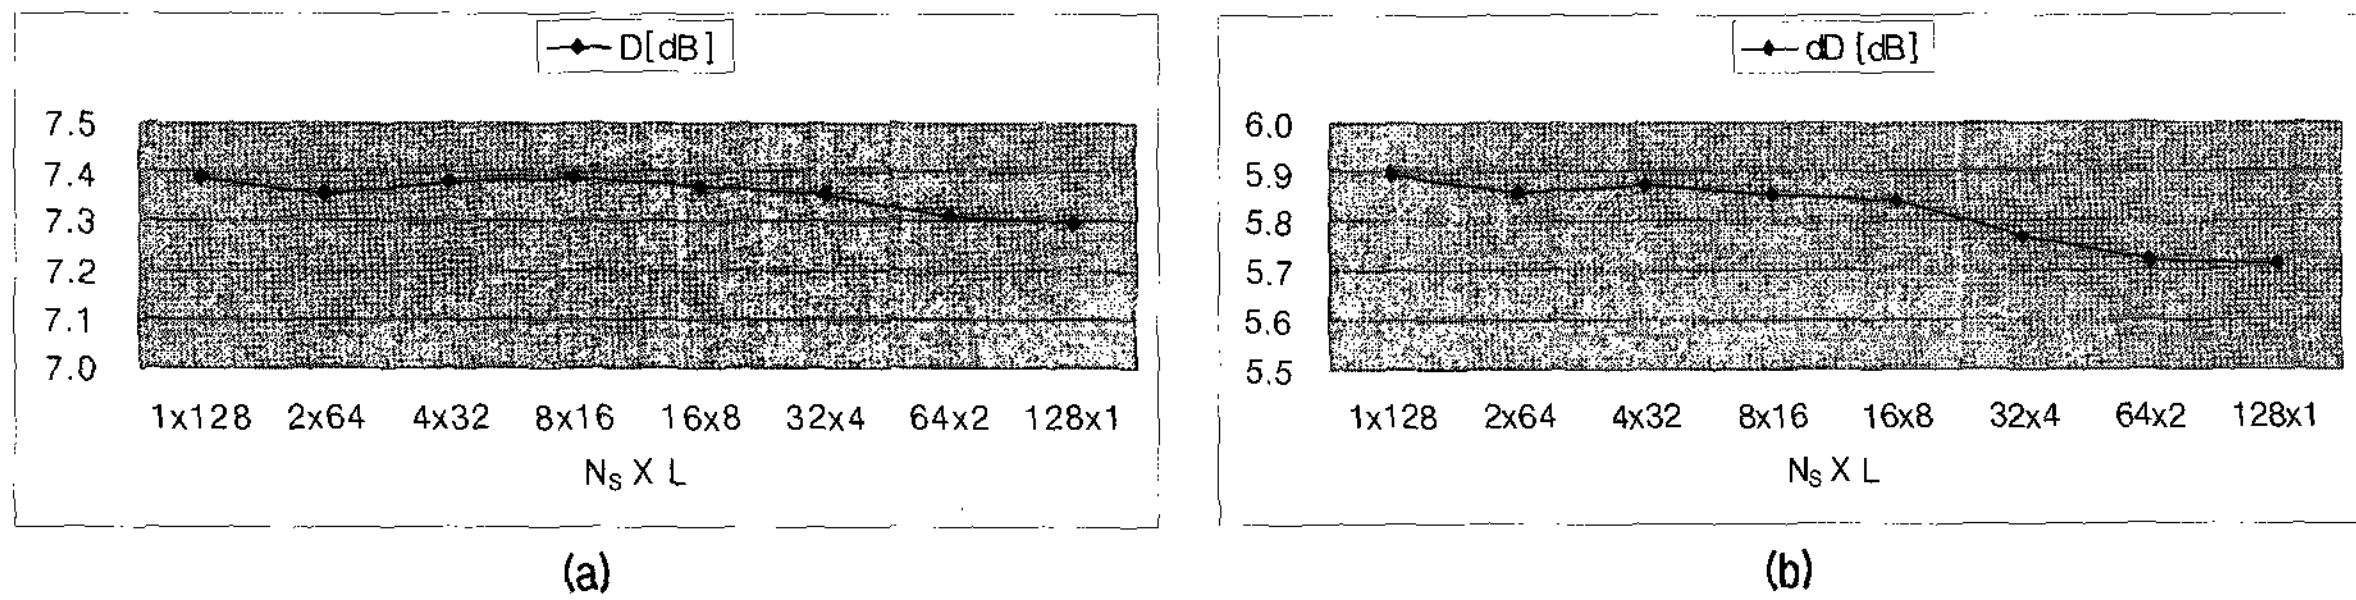 D[dB]
7.5
7.4
7.3
7.2
7.1
7.0
1x128 2x64 4x32 8x16 16x8 32x4 64x2 128x1
Ns X L
(a)
dD [dB]
6.0
5.9
5.8
5.7
5.6
5.5
1x128 2x64 4x32 8x16 16x8 32x4 64x2 128x1
Ns X L
(b)